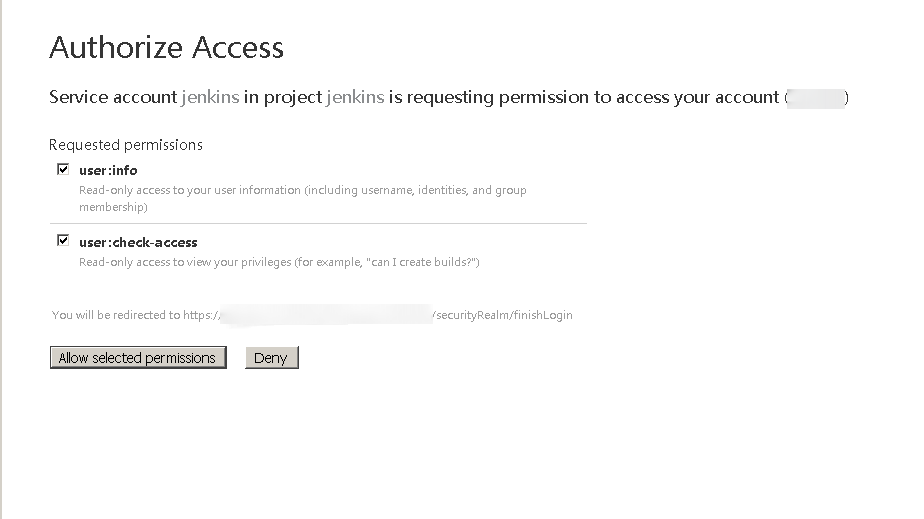 Authorize Access
Service account jenkins in project jenkins is requesting permission to access your account ( )
Requested permissions
user:info
Read-only access to your user information (including username, identities, and group
membership)
user:check-access
Read-only access to view your privileges (for example, "can I create builds?")
You will be redirected to https:// /securityRealm/finishLogin
Allow selected permissions Deny